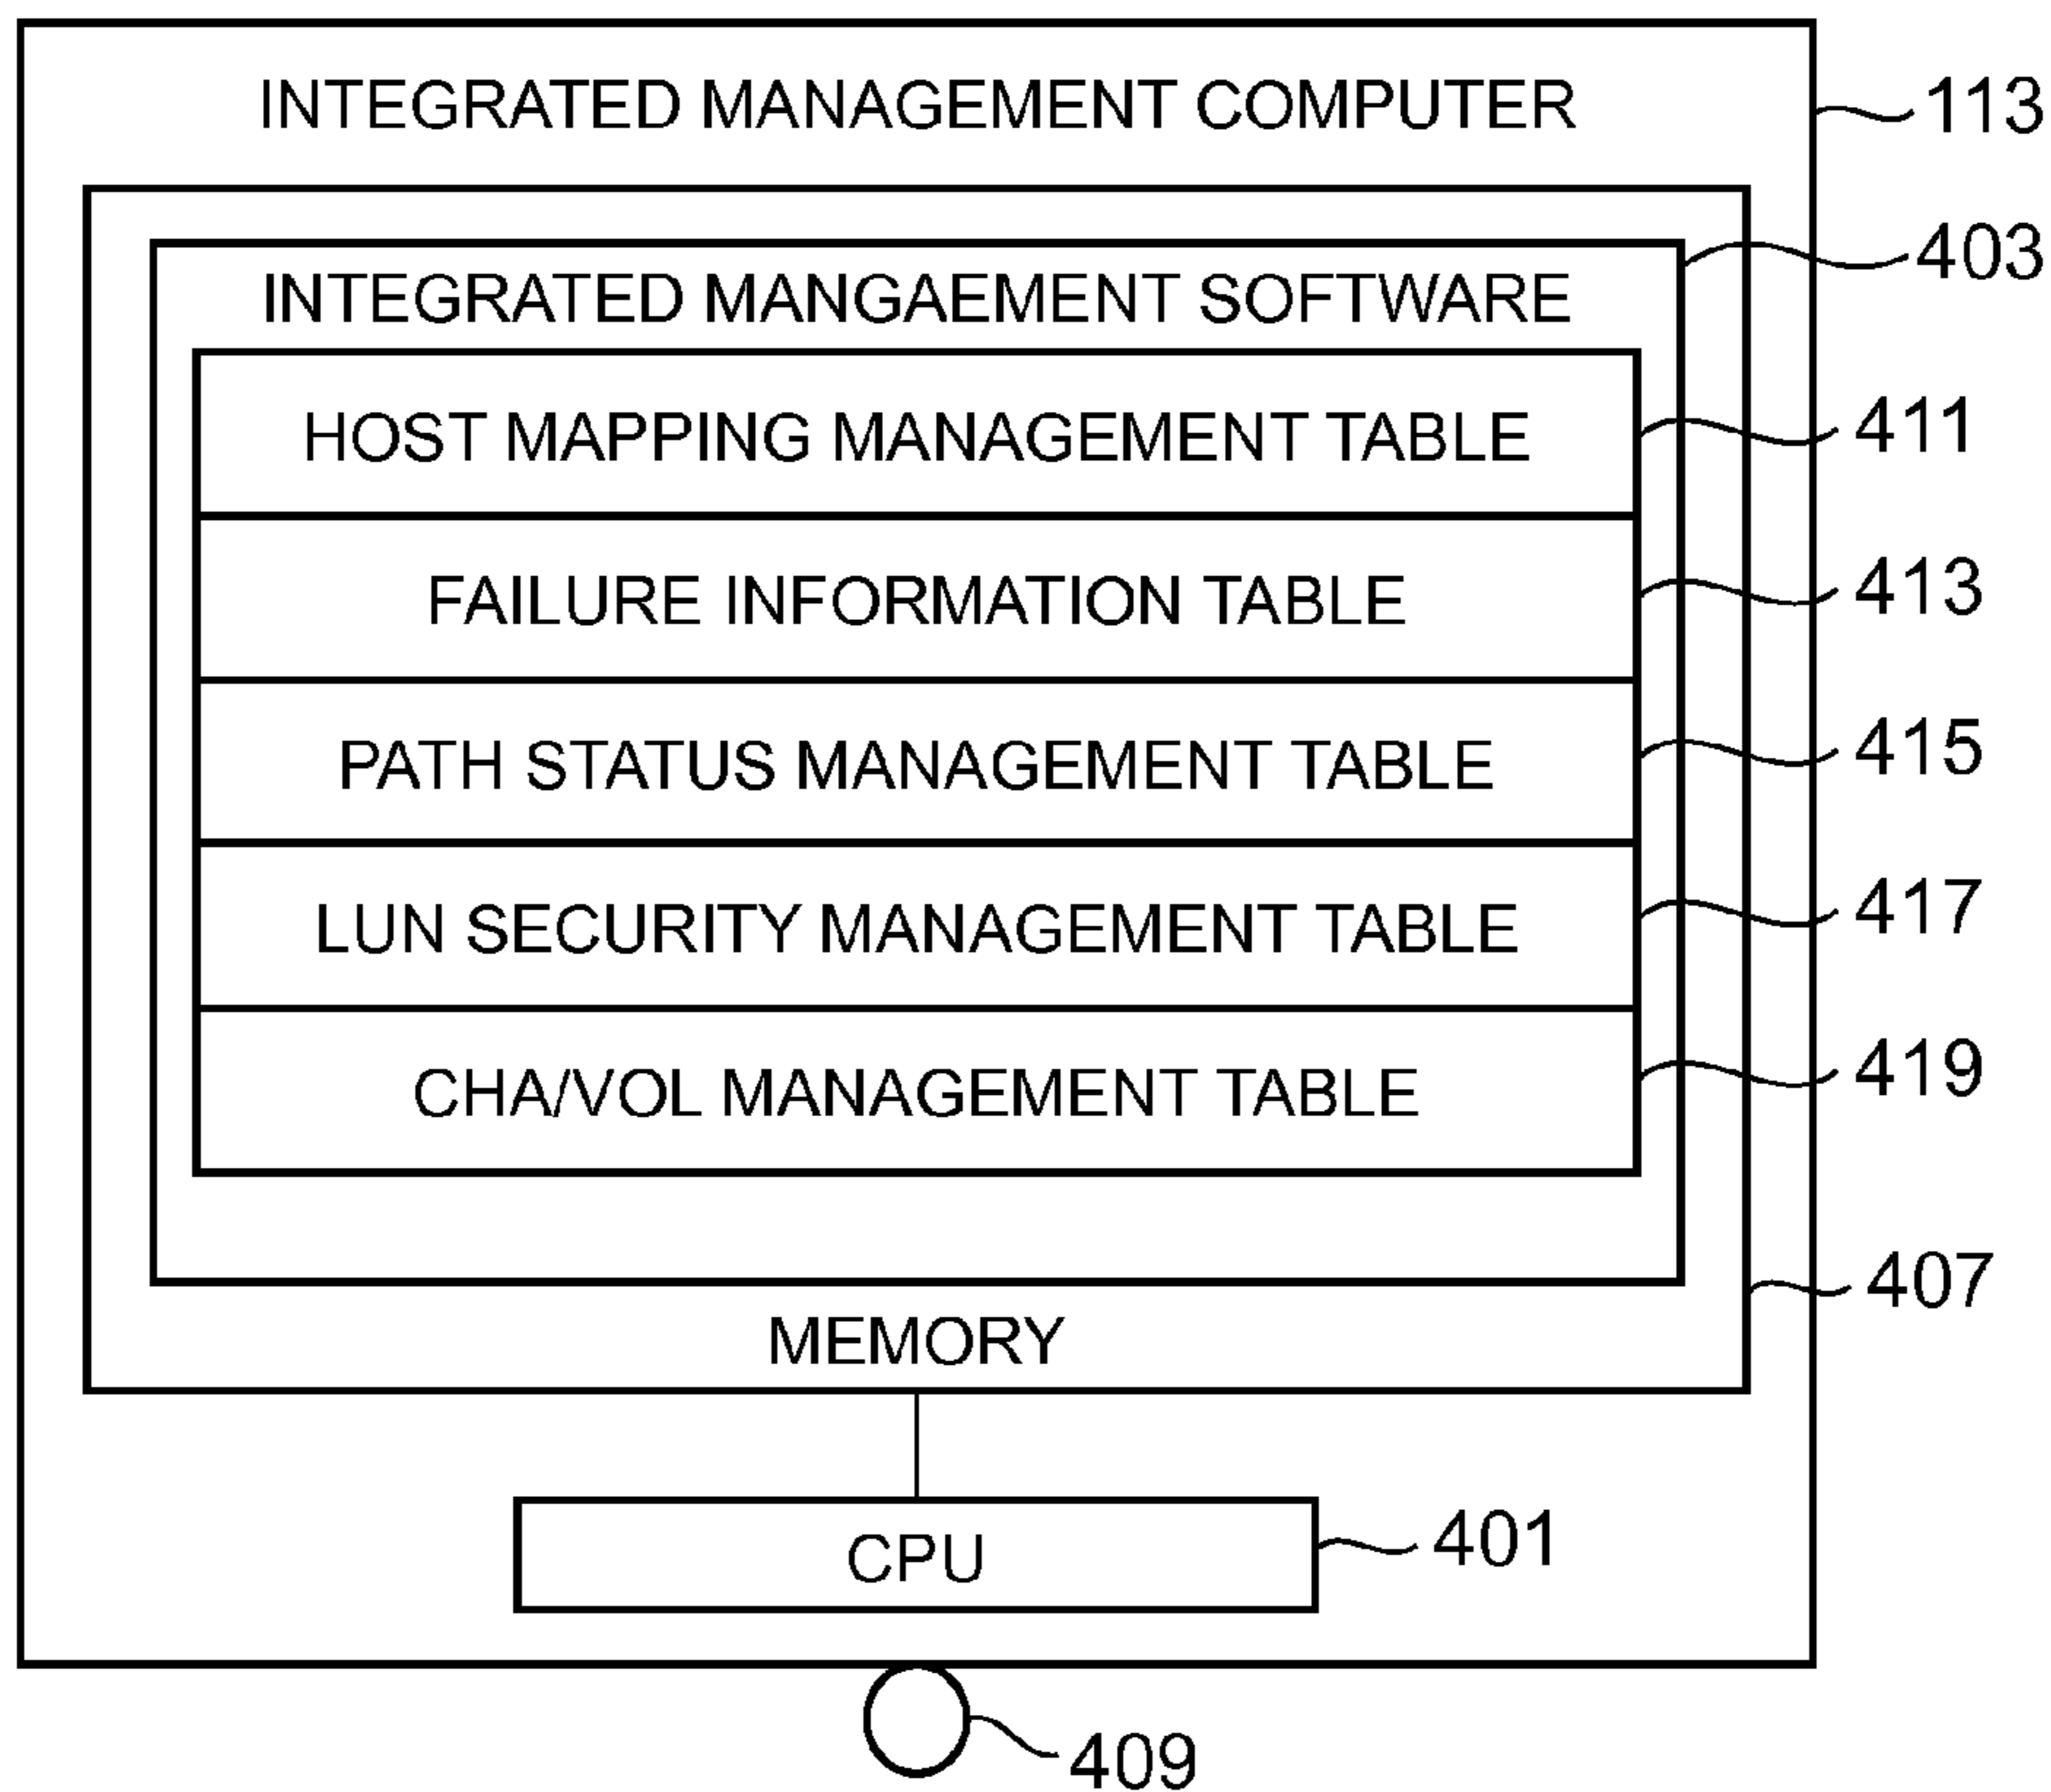 INTEGRATED MANAGEMENT COMPUTER
113
403
INTEGRATED MANGAEMENT SOFTWARE
HOST MAPPING MANAGEMENT TABLE
411
FAILURE INFORMATION TABLE
413
PATH STATUS MANAGEMENT TABLE
415
LUN SECURITY MANAGEMENT TABLE
417
CHA/VOL MANAGEMENT TABLE
419
407
MEMORY
CPU
401
409